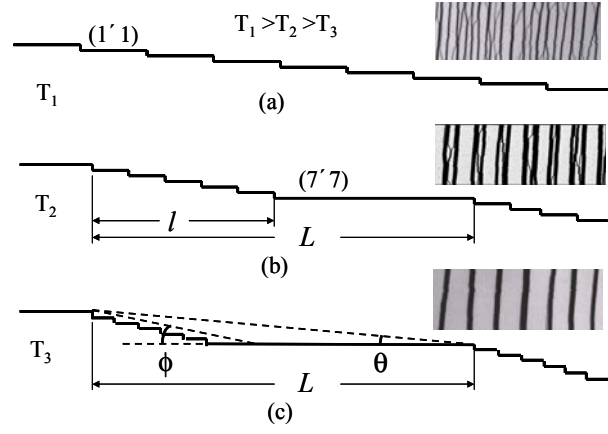 (1´ 1)
T1 >T2 >T3
T1
(a)
(7´ 7)
T2
l
L
(b)
T3
ϕ
θ
L
(c)